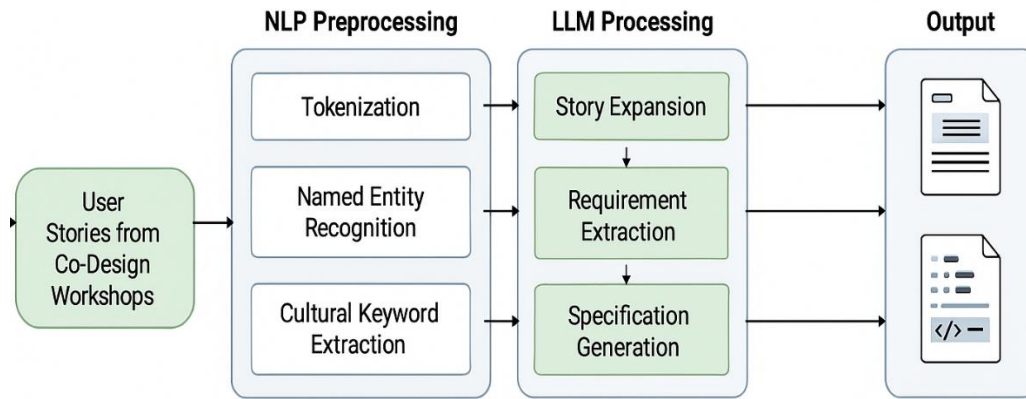 NLP Preprocessing
LLM Processing
Output
User
Stories from
Co-Design
Workshops
Tokenization
Named Entity
Recognition
Cultural Keyword
Extraction
Story Expansion
Requirement
Extraction
Specification
Generation
</>